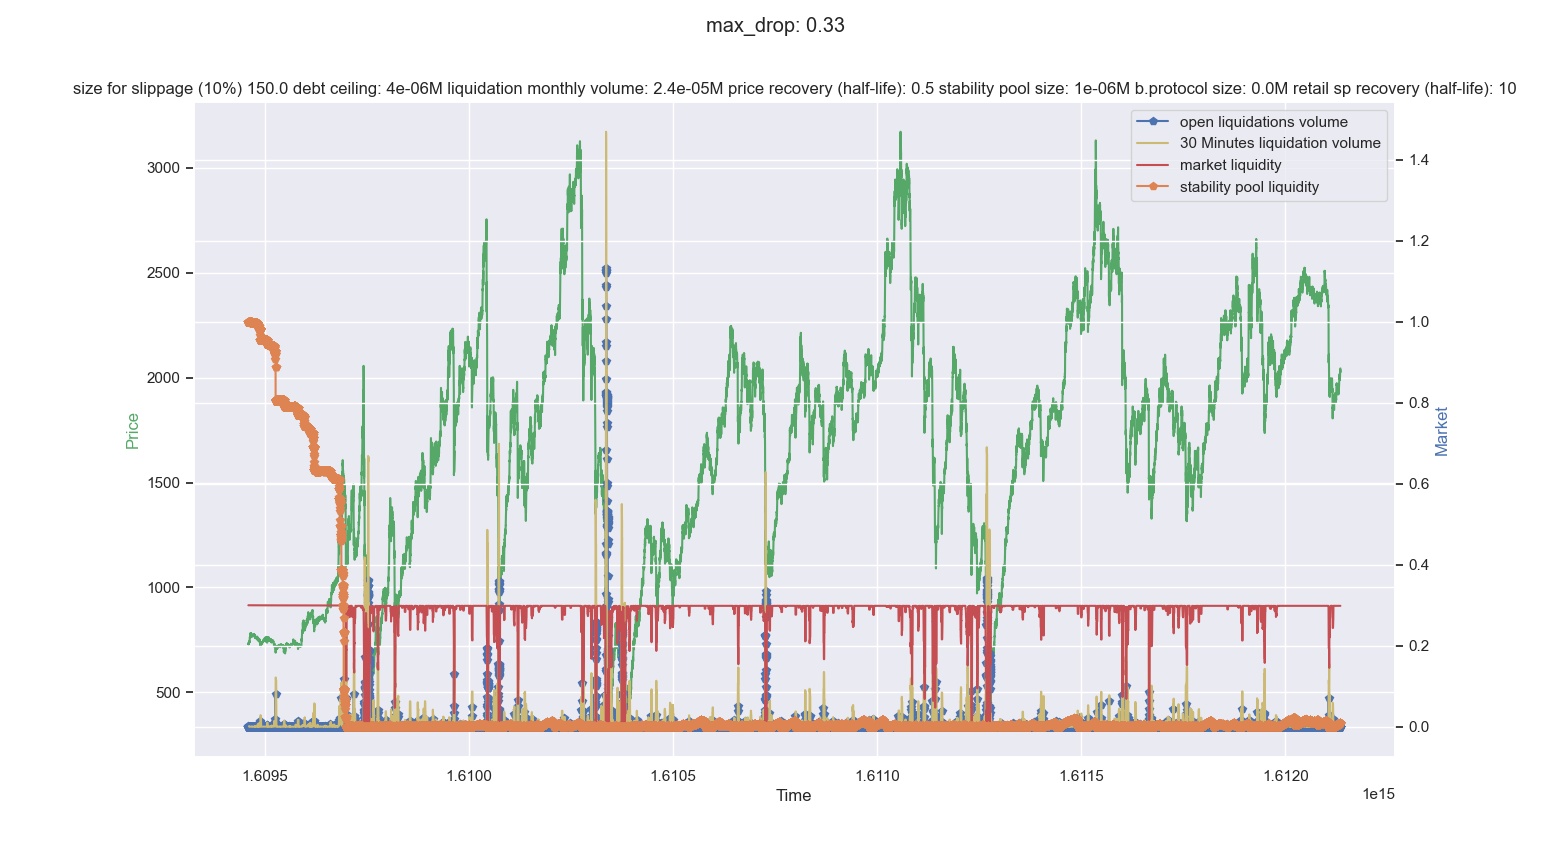 max_drop: 0.33
size for slippage (10%) 150.0 debt ceiling: 4e-06M liquidation monthly volume: 2.4e-05M price recovery (half-life): 0.5 stability pool size: 1e-06M b.protocol size: 0.0M retail sp recovery (half-life): 10
open liquidations volume
30 Minutes liquidation volume
market liquidity
stability pool liquidity
3000
2500
2000
1500
1000
500
Price
1.4
1.2
1.0
0.8
0.6
0.4
0.2
0.0
Market
1.6095 1.6100 1.6105 1.6110 1.6115 1.6120
Time
1e15